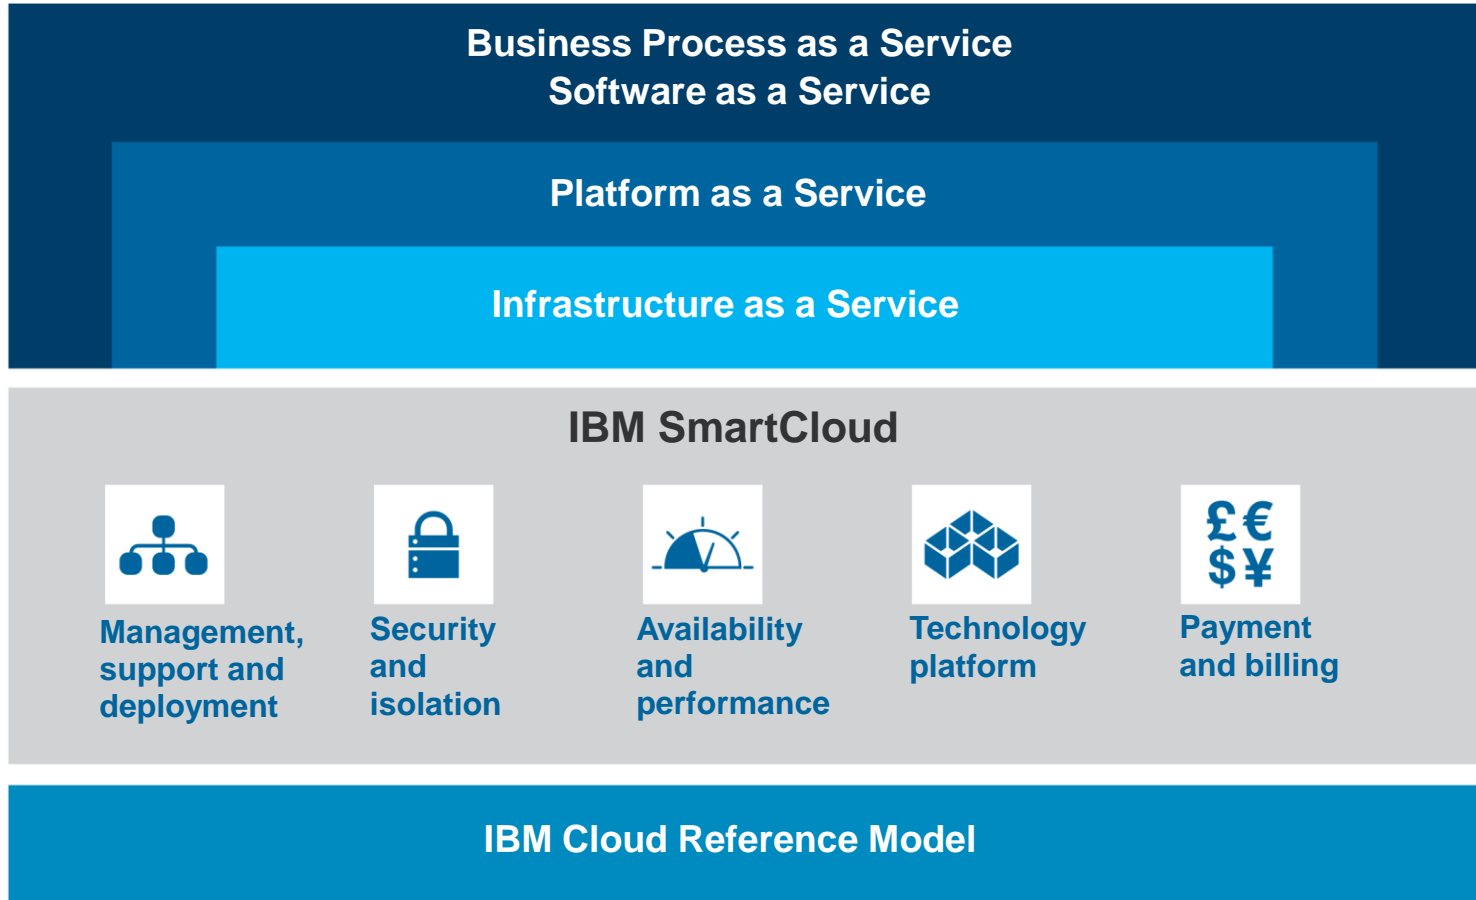 Business Process as a Service
Software as a Service
Platform as a Service
Infrastructure as a Service
IBM SmartCloud
£€
$¥
Management,
support and
deployment
Security
and
isolation
Availability
and
performance
Technology
platform
Payment
and billing
IBM Cloud Reference Model